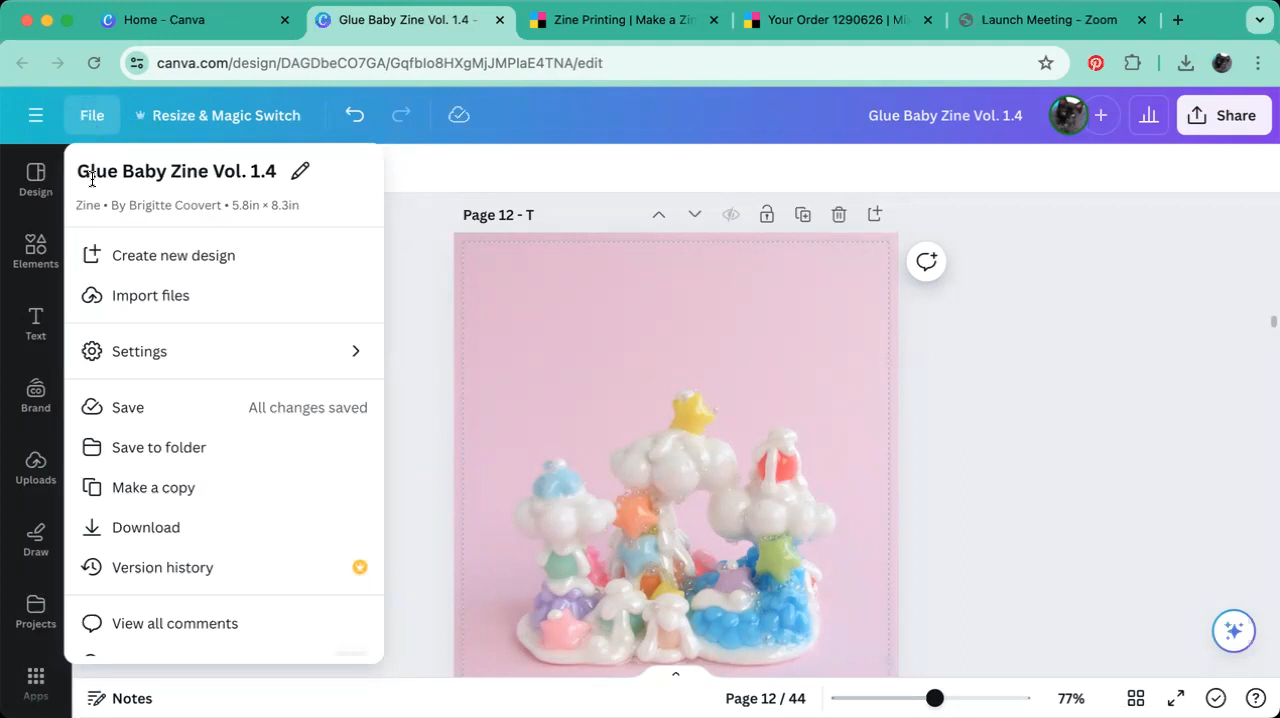 Home - Canva
Glue Baby Zine Vol. 1.4 -
Zine Printing | Make a Zin
Your Order 1290626 | Mix
Launch Meeting - Zoom
canva.com/design/DAGDbeCO7GA/GqfbIo8HXgMjJMPIaE4TNA/edit
File
Resize & Magic Switch
Glue Baby Zine Vol. 1.4
Share
Design
Elements
Text
Brand
Uploads
Draw
Projects
Apps
Glue Baby Zine Vol. 1.4
Zine • By Brigitte Coovert • 5.8in × 8.3in
Create new design
Import files
Settings
Save All changes saved
Save to folder
Make a copy
Download
Version history
View all comments
Page 12 - T
Notes
Page 12 / 44
77%